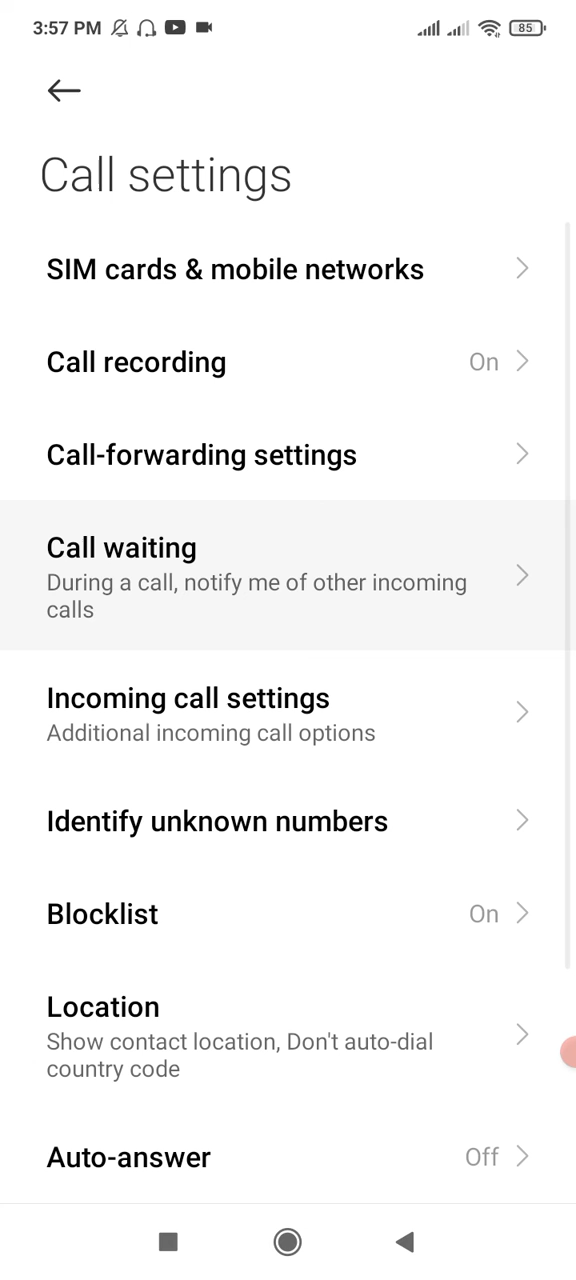 3:57 PM
85
Call settings
SIM cards & mobile networks
Call recording
On
Call-forwarding settings
Call waiting
During a call, notify me of other incoming
calls
Incoming call settings
Additional incoming call options
Identify unknown numbers
Blocklist
On
Location
Show contact location, Don't auto-dial
country code
Auto-answer
Off